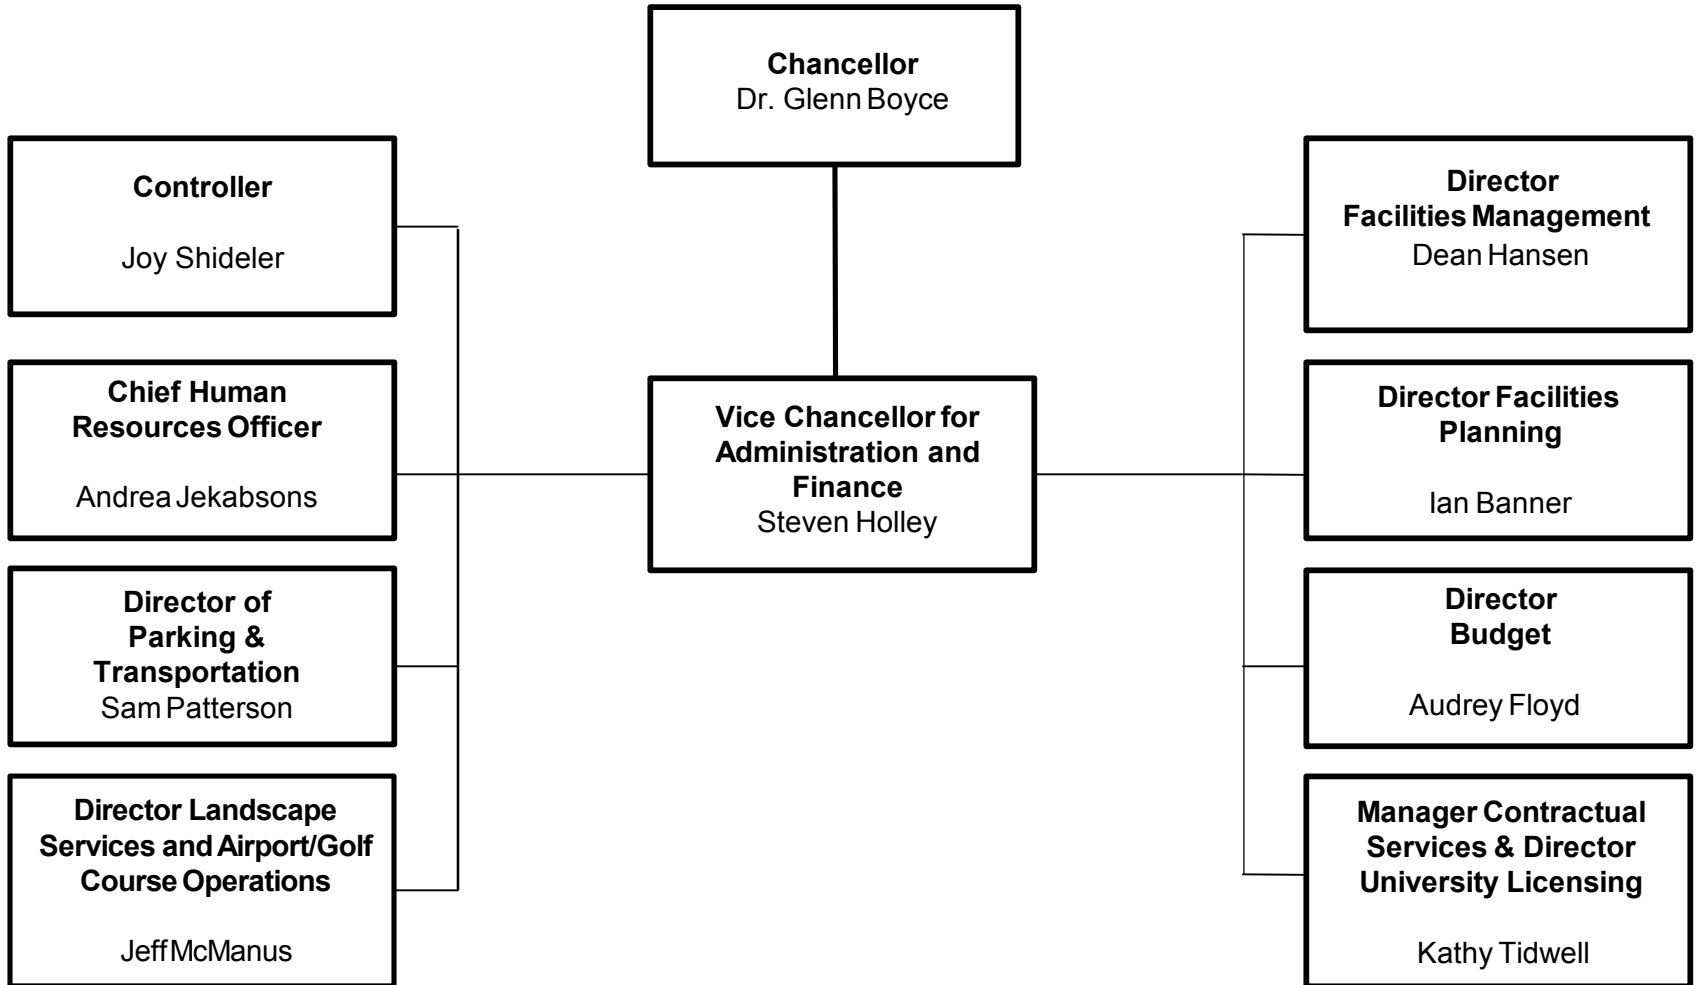 Chancellor
Dr. Glenn Boyce
Controller
Joy Shideler
Chief Human
Resources Officer
Andrea Jekabsons
Director of
Parking &
Transportation
Sam Patterson
Director Landscape
Services and Airport/Golf
Course Operations
Jeff McManus
Vice Chancellor for
Administration and
Finance
Steven Holley
Director
Facilities Management
Dean Hansen
Director Facilities
Planning
Ian Banner
Director
Budget
Audrey Floyd
Manager Contractual
Services & Director
University Licensing
Kathy Tidwell